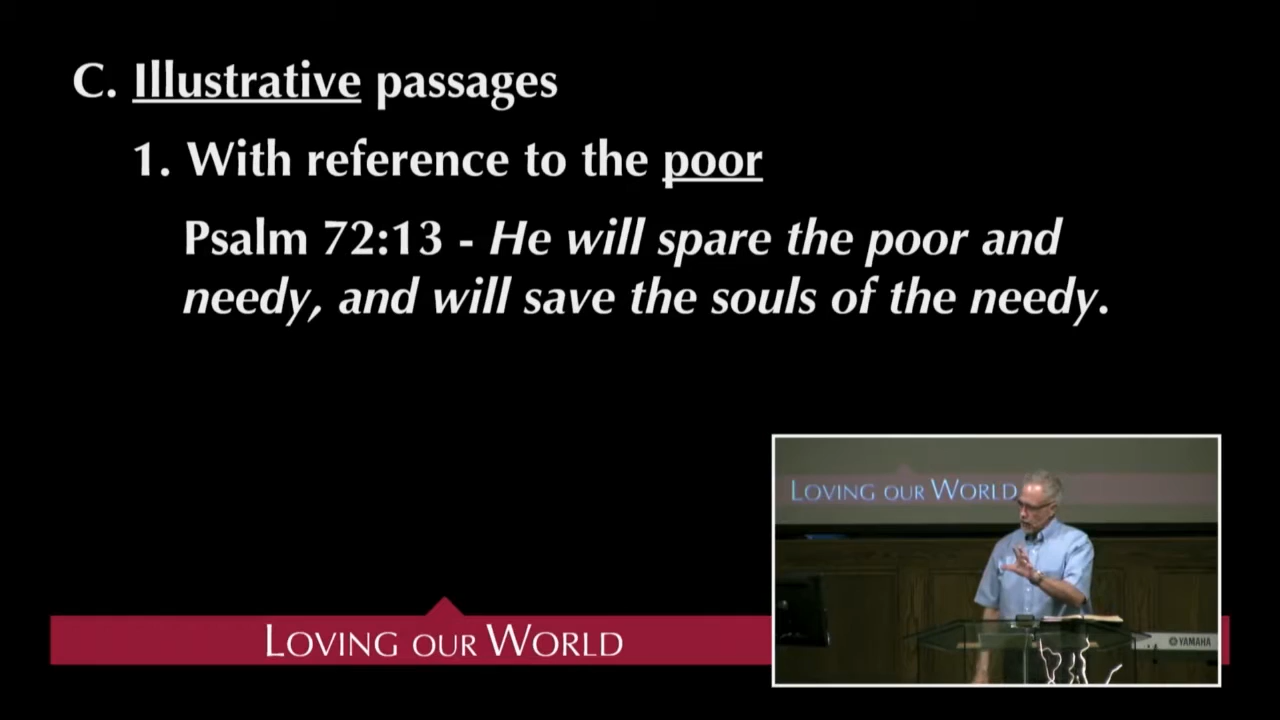 C. Illustrative passages
1. With reference to the poor
Psalm 72:13 - He will spare the poor and
needy, and will save the souls of the needy.
LOVING OUR WORLD
LOVING OUR WORLD
YAMAHA